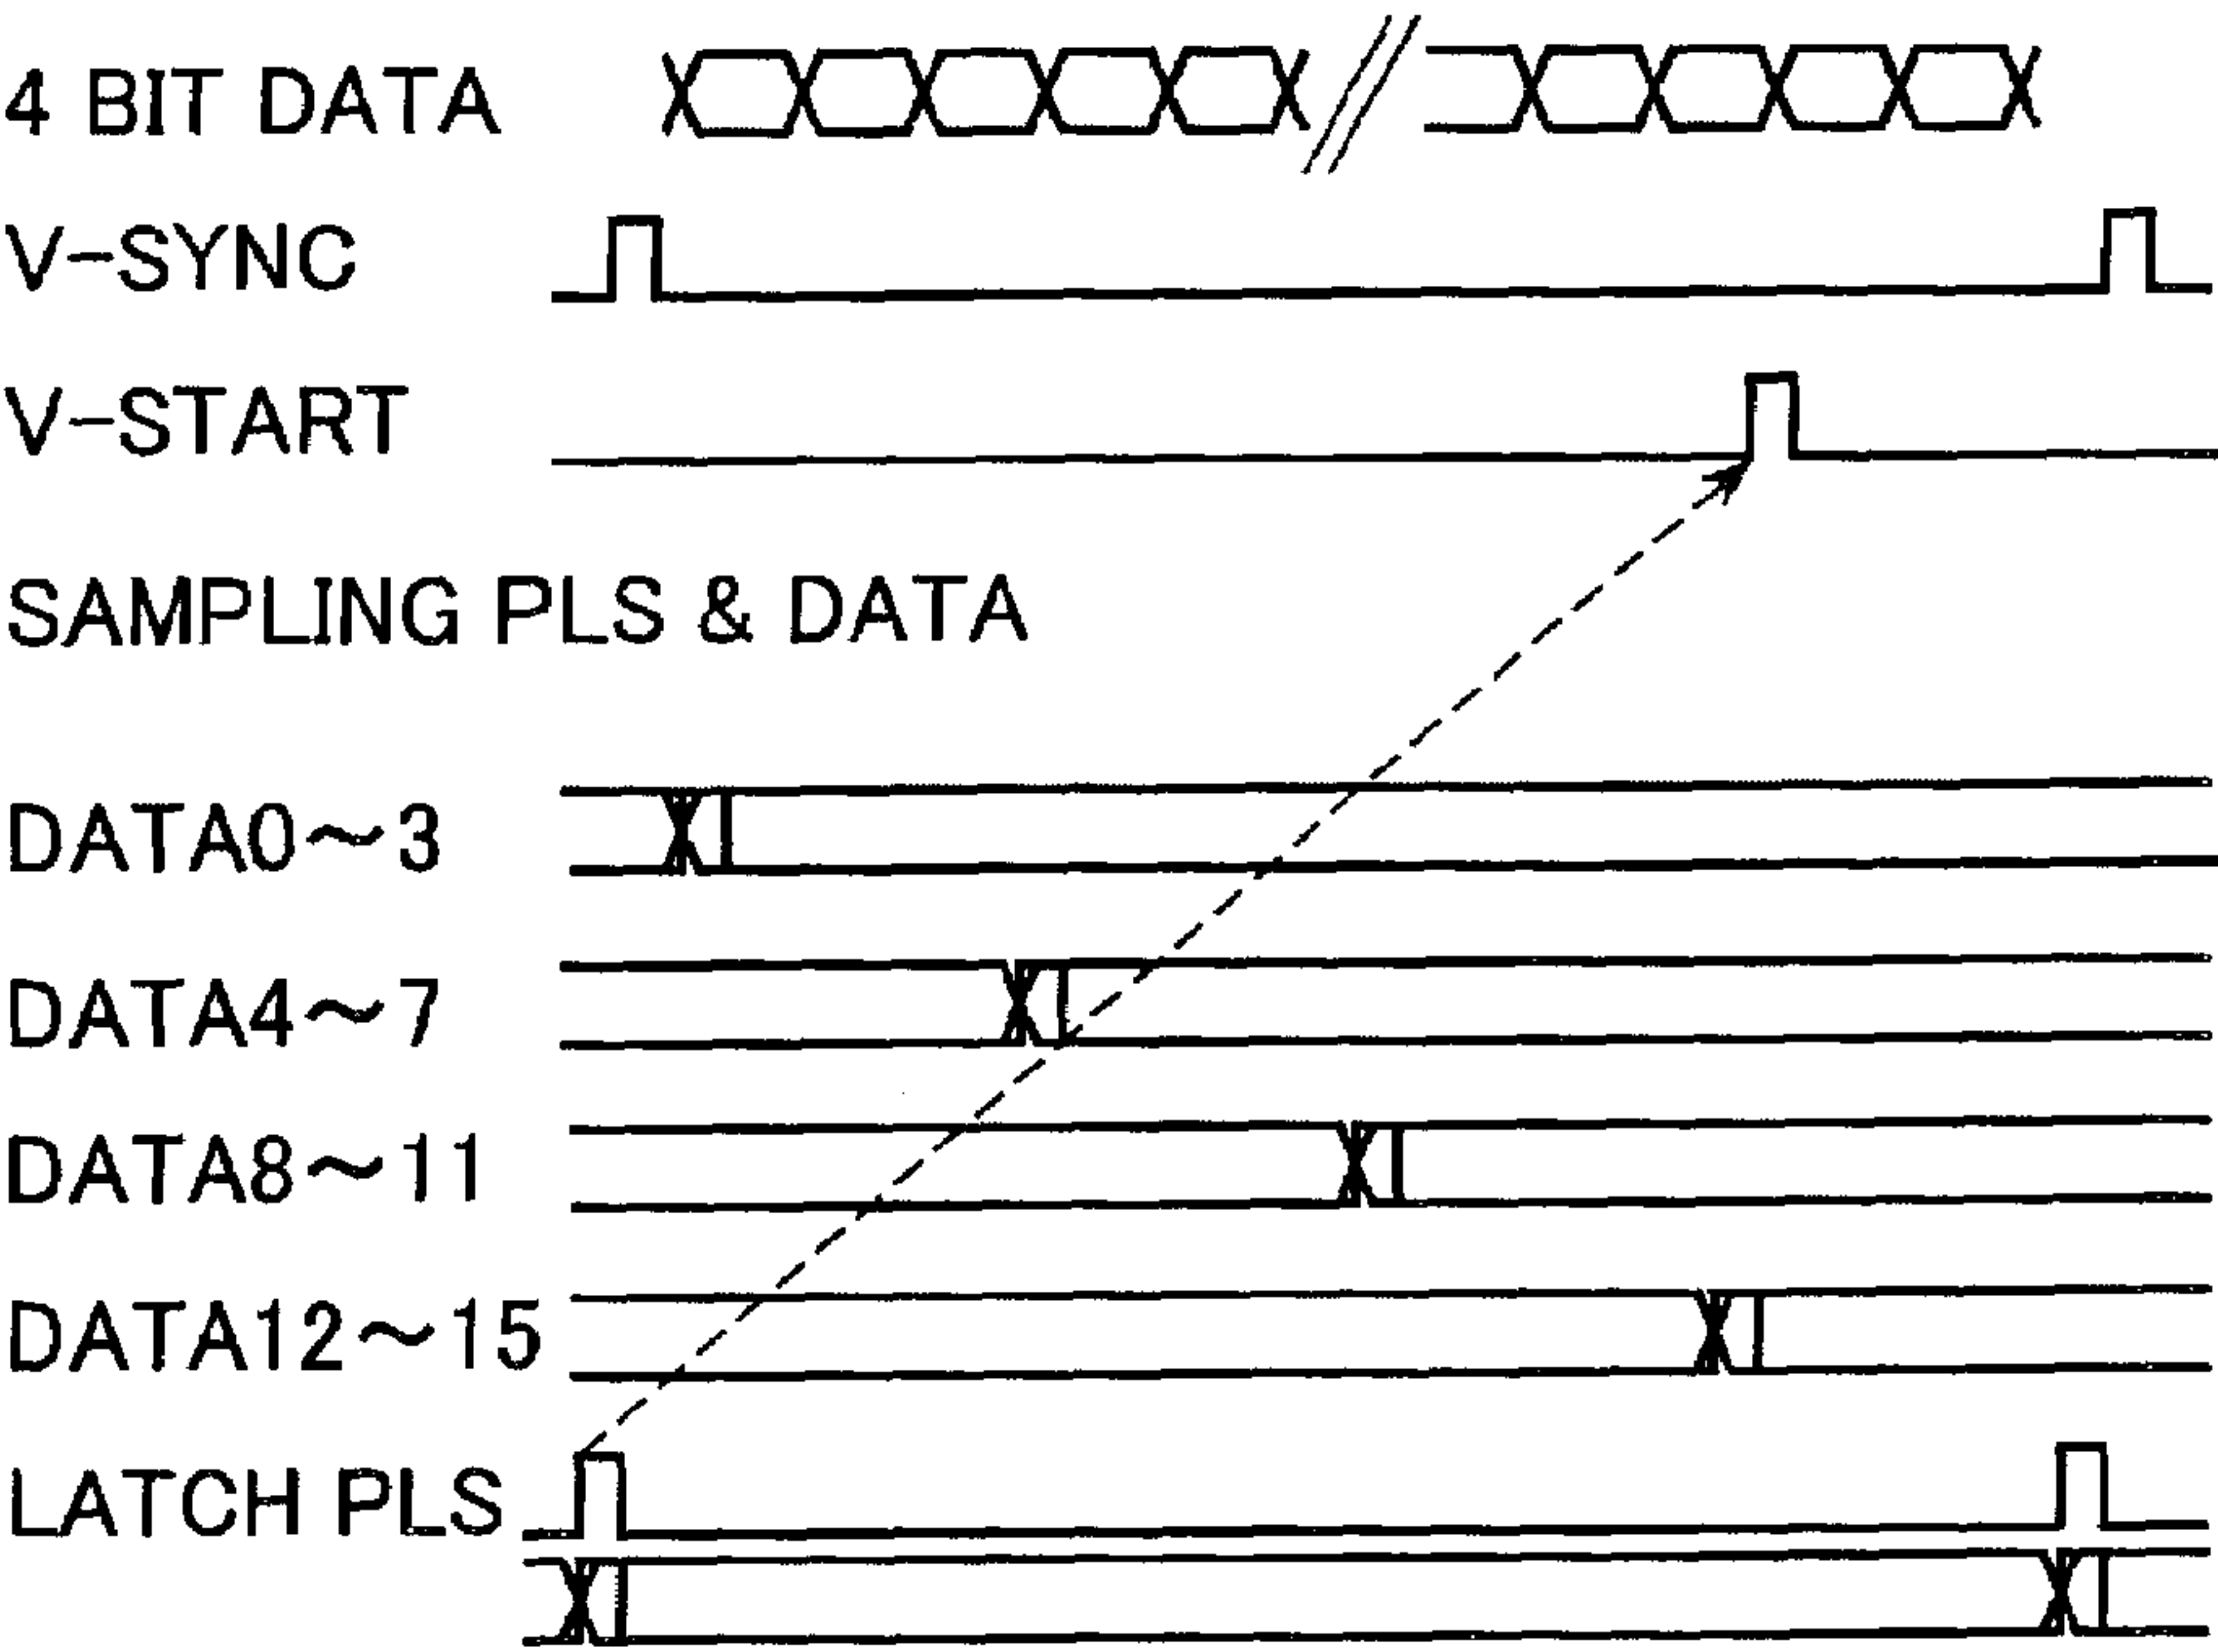 4 BIT DATA
V-SYNC
V-START
SAMPLING PLS & DATA
DATA0～3
DATA4～7
DATA8～11
DATA12～15
LATCH PLS